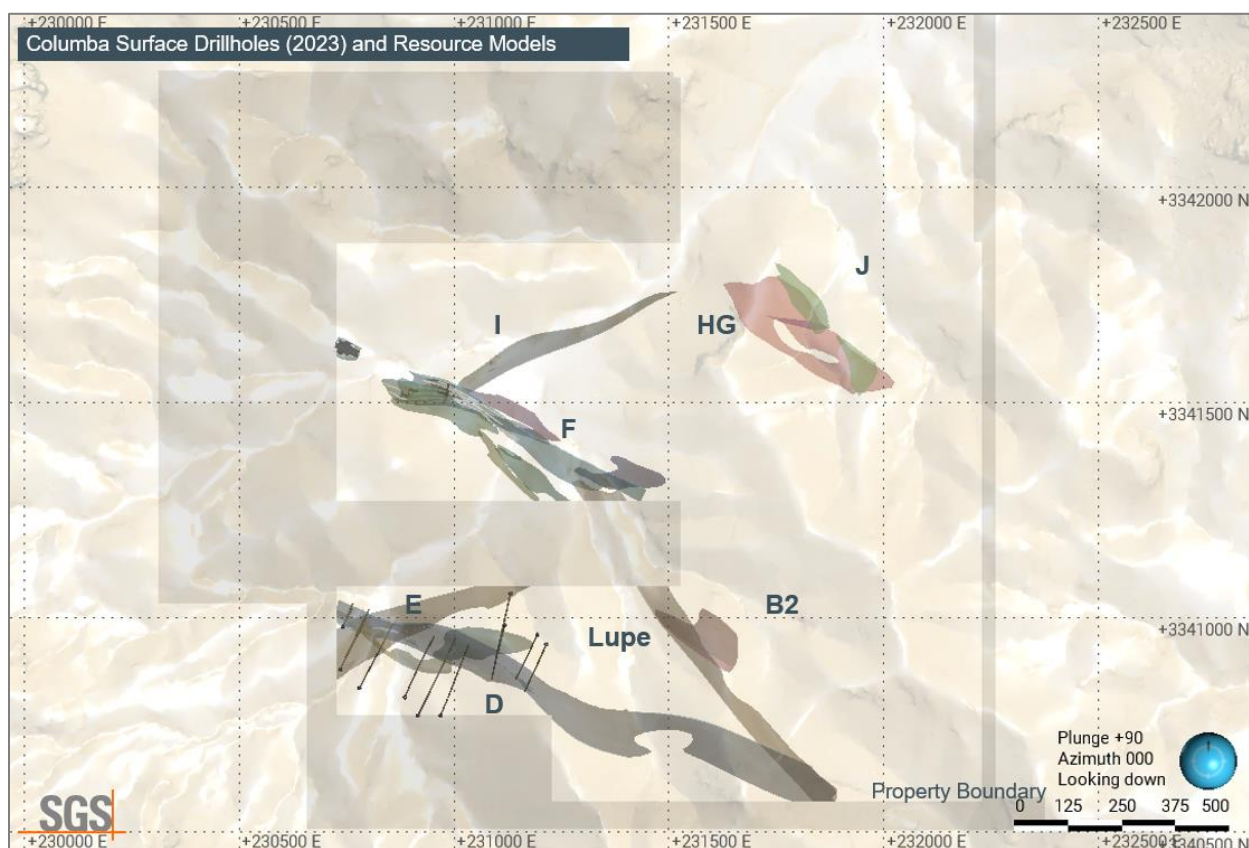 +230000 E
+230500 E
+231000 E
+231500 E
+232000 E
+232500 E
Columba Surface Drillholes (2023) and Resource Models
+3342000 N
J
I
HG
+3341500 N
F
E
B2
+3341000 N
Lupe
D
Plunge +90
Azimuth 000
Looking down
Property Boundary
0 125 250 375 500
SGS
+230000 E
+230500 E
+231000 E
+231500 E
+232000 E
+232500 E
+3340500 N